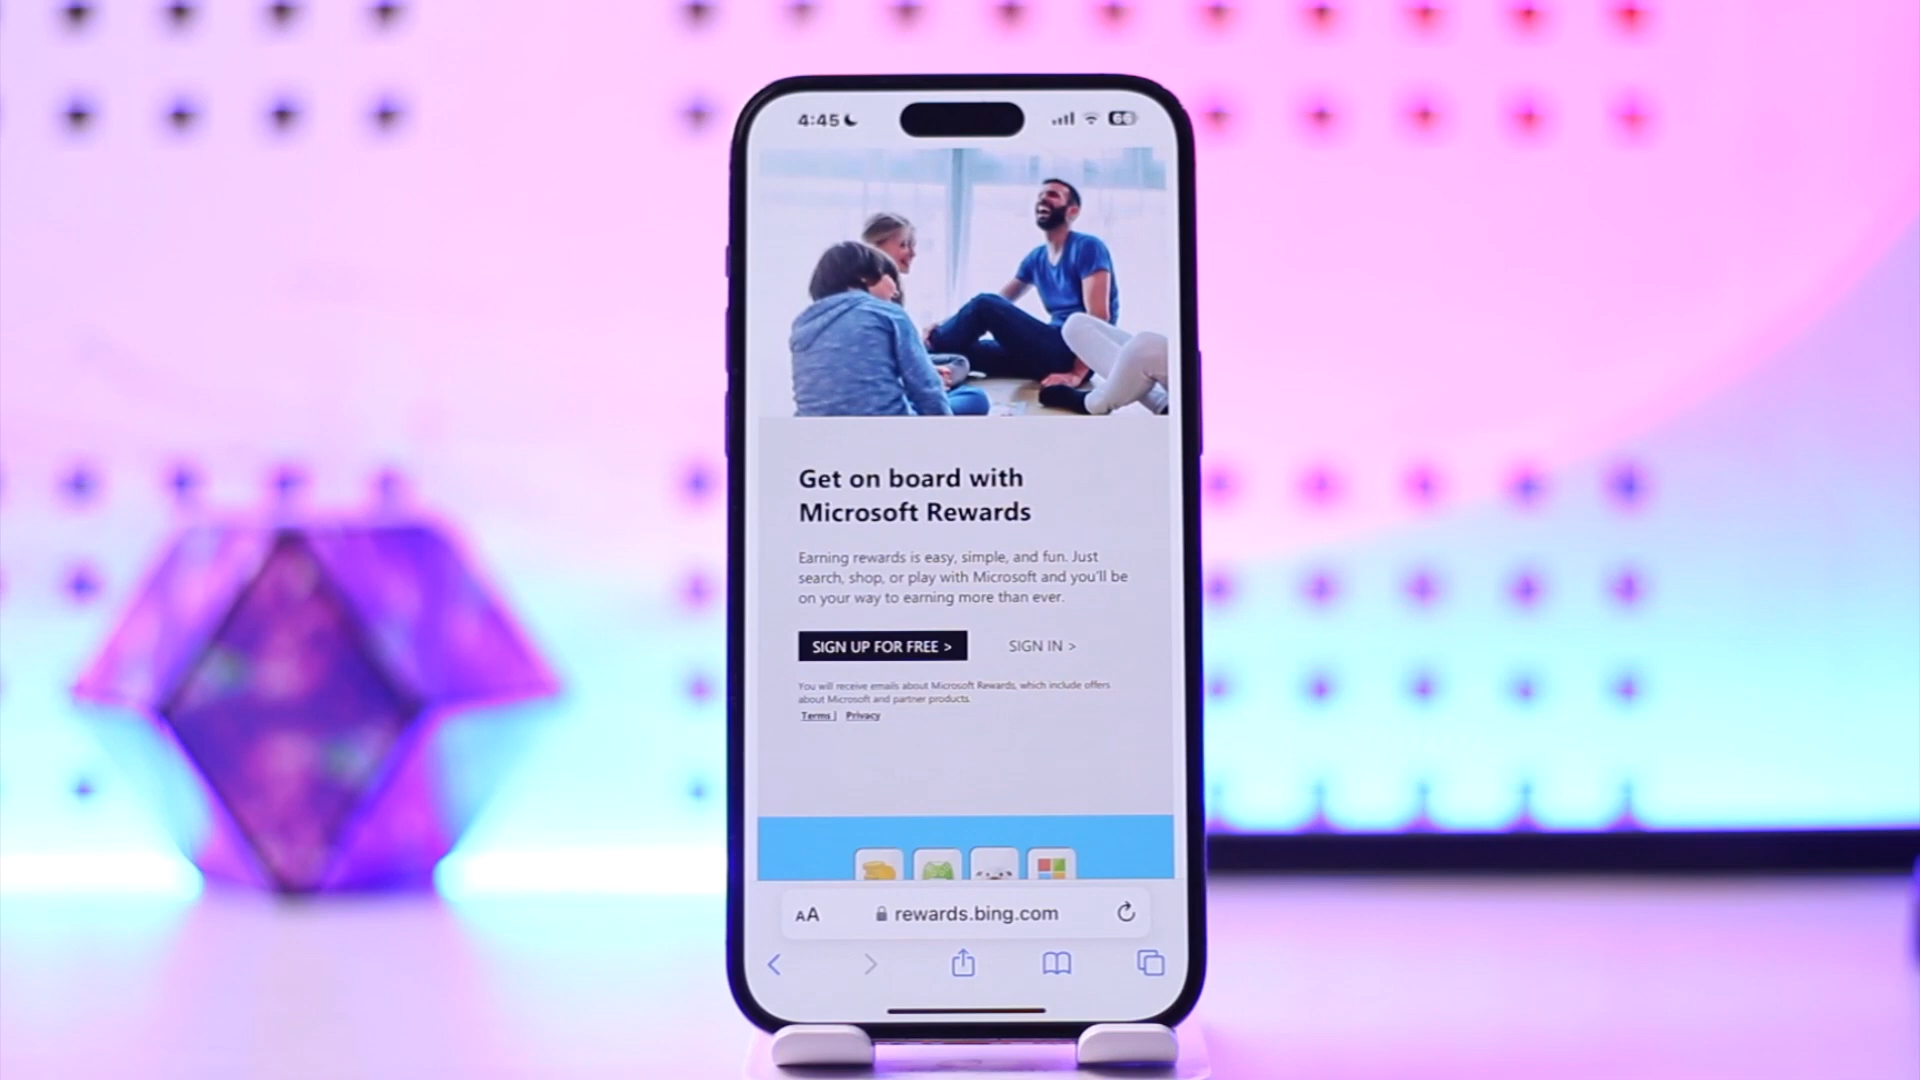 4:45
66
Get on board with
Microsoft Rewards
Earning rewards is easy, simple, and fun. Just
search, shop, or play with Microsoft and you'll be
on your way to earning more than ever.
SIGN UP FOR FREE > SIGN IN >
You will receive emails about Microsoft Rewards, which include offers
about Microsoft and partner products.
Terms | Privacy
AA rewards.bing.com